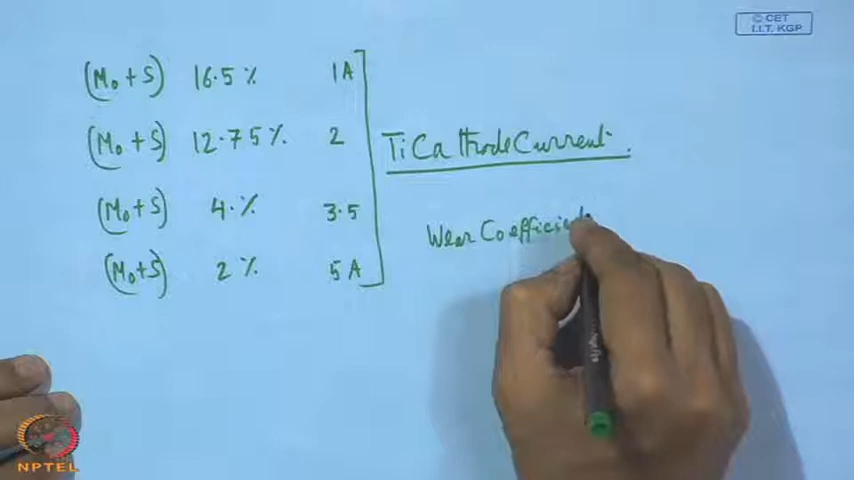 © CET
I.I.T. KGP
(Mo+S) 16.5% 1A
(Mo+S) 12.75% 2
Ti Cathode Current.
(Mo+S) 4.% 3.5
Wear Coefficient
(Mo+S) 2% 5A
NPTEL